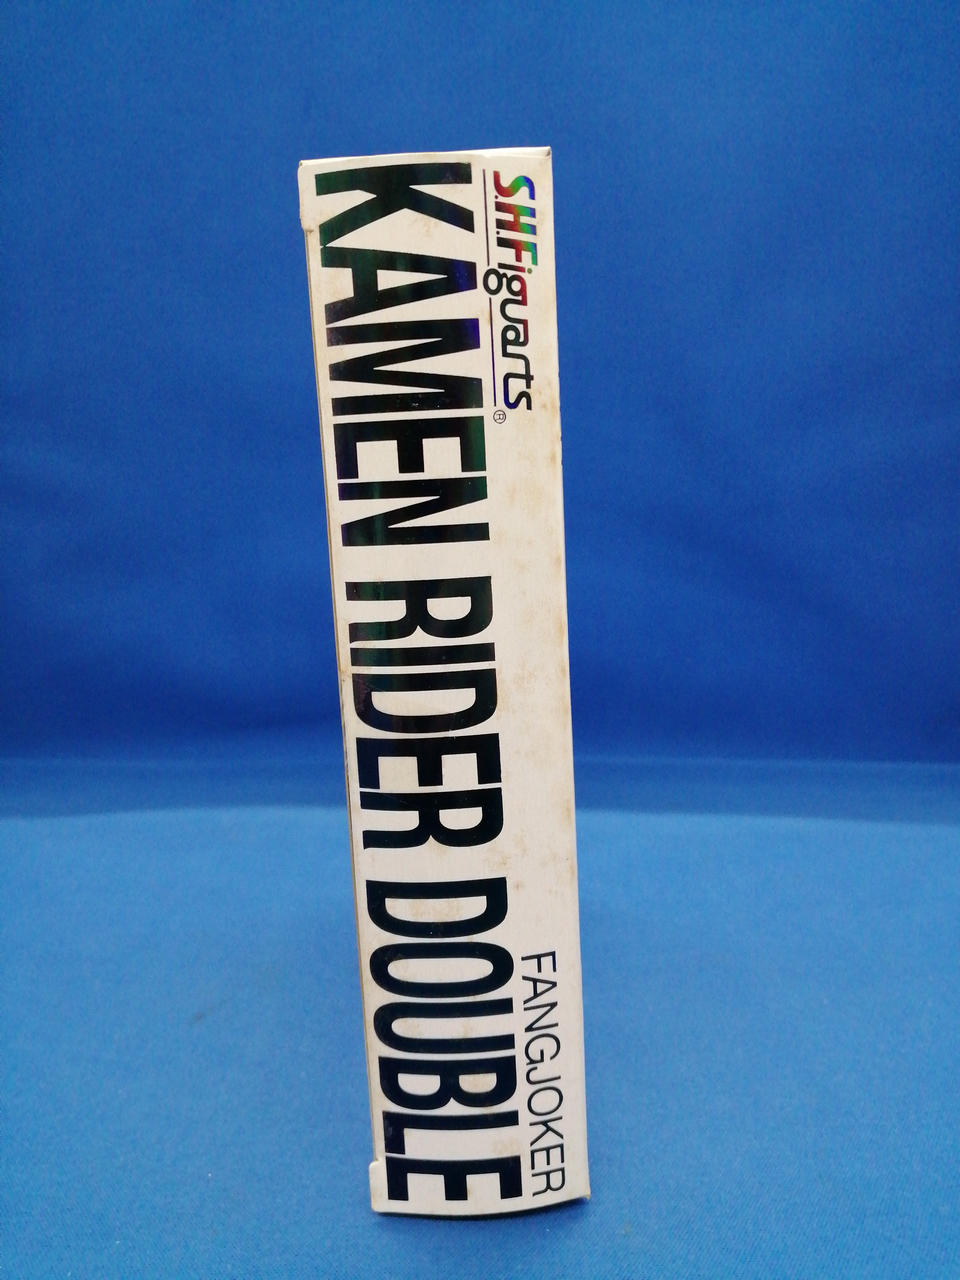 S.H.Figuarts®
FANGJOKER
KAMEN RIDER DOUBLE